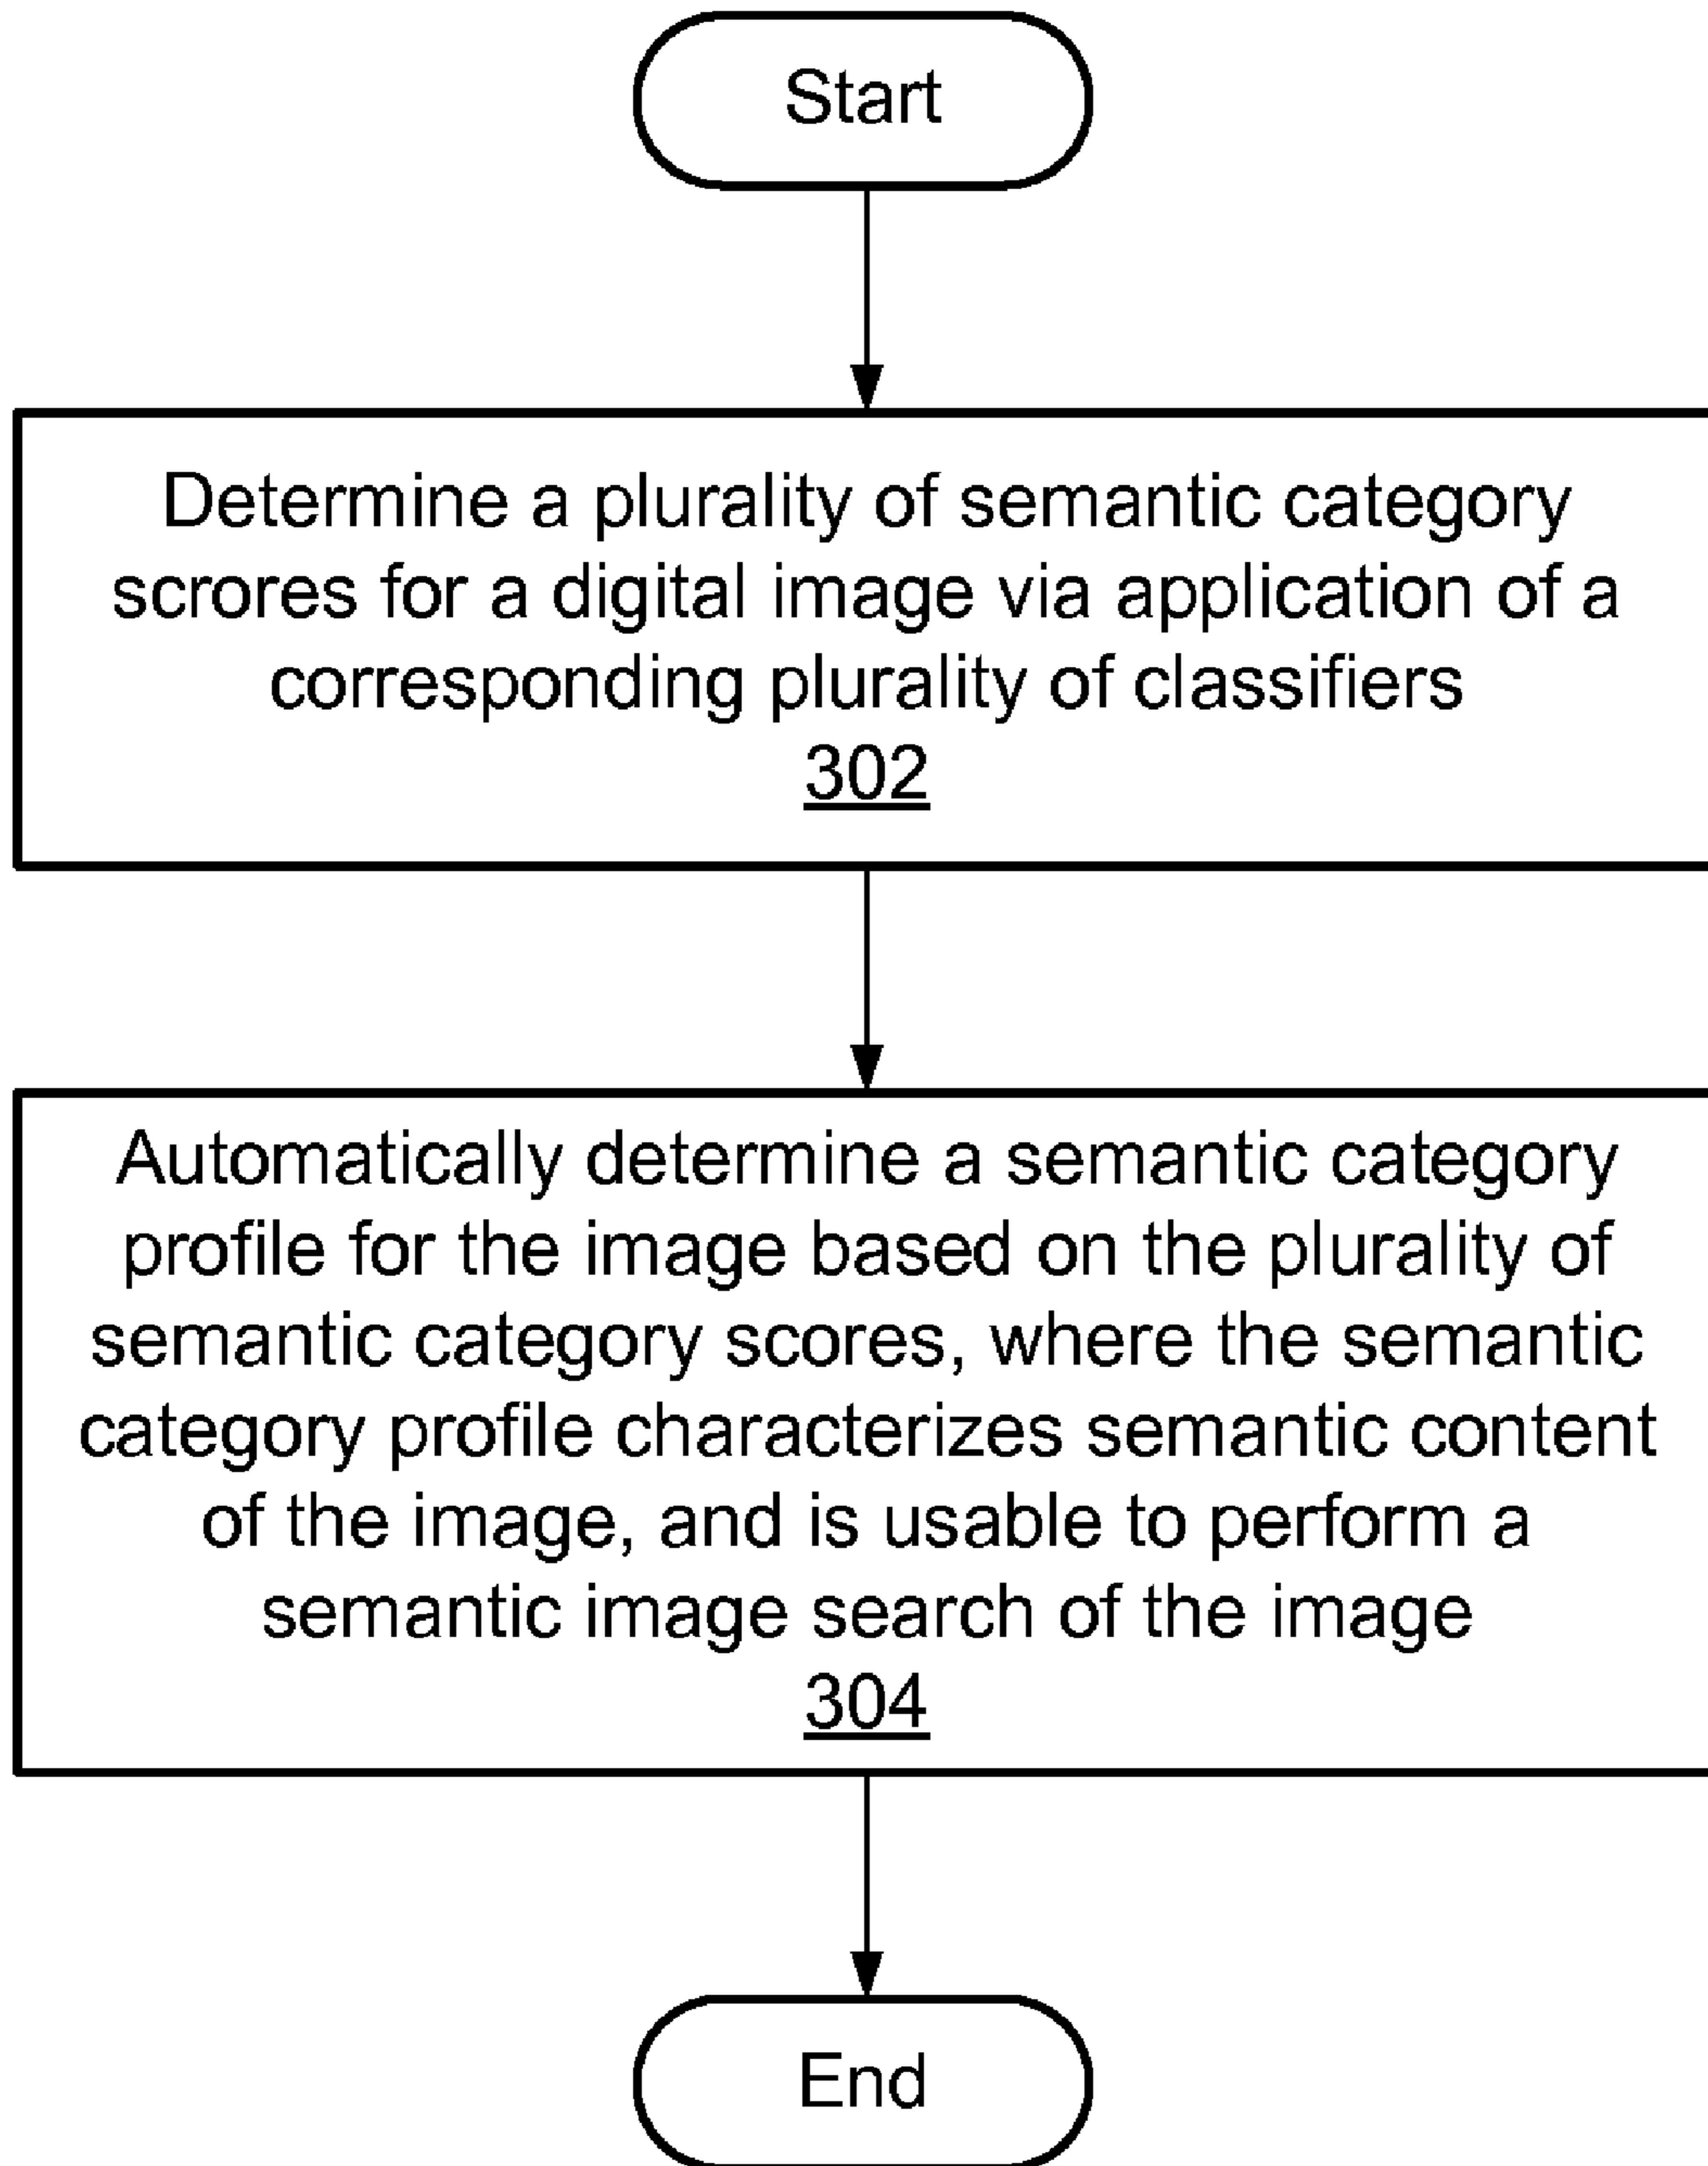 Start
Determine a plurality of semantic category
scrores for a digital image via application of a
corresponding plurality of classifiers
302
Automatically determine a semantic category
profile for the image based on the plurality of
semantic category scores, where the semantic
category profile characterizes semantic content
of the image, and is usable to perform a
semantic image search of the image
304
End